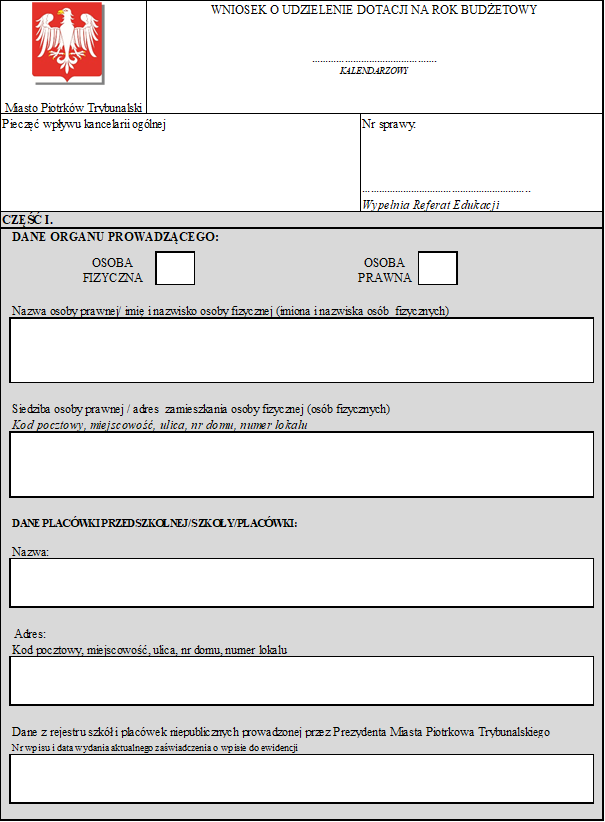 WNIOSEK O UDZIELENIE DOTACJI NA ROK BUDŻETOWY
..............................................
KALENDARZOWY
Miasto Piotrków Trybunalski
Pieczęć wpływu kancelarii ogólnej
Nr sprawy:
..............................................................
Wypełnia Referat Edukacji
CZĘŚĆ I.
DANE ORGANU PROWADZĄCEGO:
OSOBA
FIZYCZNA
OSOBA
PRAWNA
Nazwa osoby prawnej/ imię i nazwisko osoby fizycznej (imiona i nazwiska osób fizycznych)
Siedziba osoby prawnej / adres zamieszkania osoby fizycznej (osób fizycznych)
Kod pocztowy, miejscowość, ulica, nr domu, numer lokalu
DANE PLACÓWKI PRZEDSZKOLNEJ/SZKOŁY/PLACÓWKI:
Nazwa:
Adres:
Kod pocztowy, miejscowość, ulica, nr domu, numer lokalu
Dane z rejestru szkół i placówek niepublicznych prowadzonej przez Prezydenta Miasta Piotrkowa Trybunalskiego
Nr wpisu i data wydania aktualnego zaświadczenia o wpisie do ewidencji